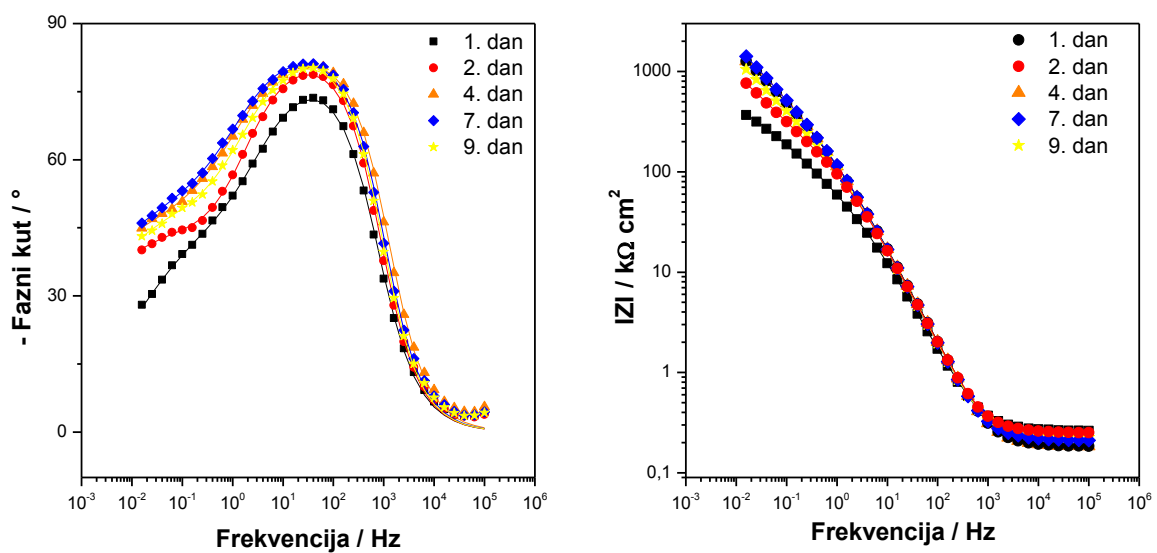 90
60
30
0
- Fazni kut / °
1. dan
2. dan
4. dan
7. dan
9. dan
10-3 10-2 10-1 100 101 102 103 104 105 106
Frekvencija / Hz
1000
100
10
1
0,1
IZI / kΩ cm2
1. dan
2. dan
4. dan
7. dan
9. dan
10-3 10-2 10-1 100 101 102 103 104 105 106
Frekvencija / Hz